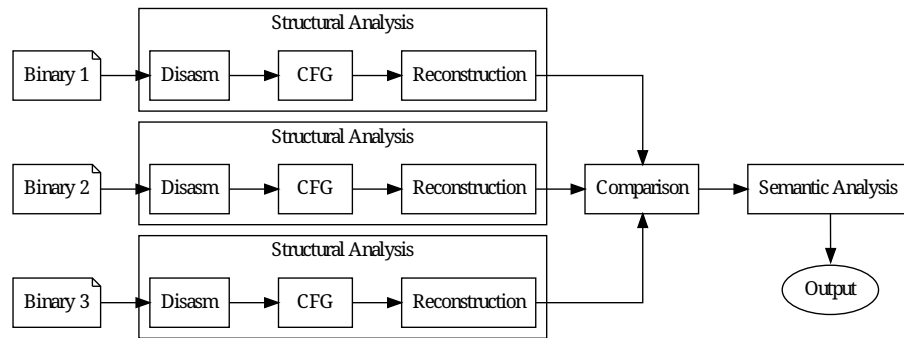 Structural Analysis
Binary 1
Disasm
CFG
Reconstruction
Structural Analysis
Binary 2
Disasm
CFG
Reconstruction
Comparison
Semantic Analysis
Structural Analysis
Binary 3
Disasm
CFG
Reconstruction
Output